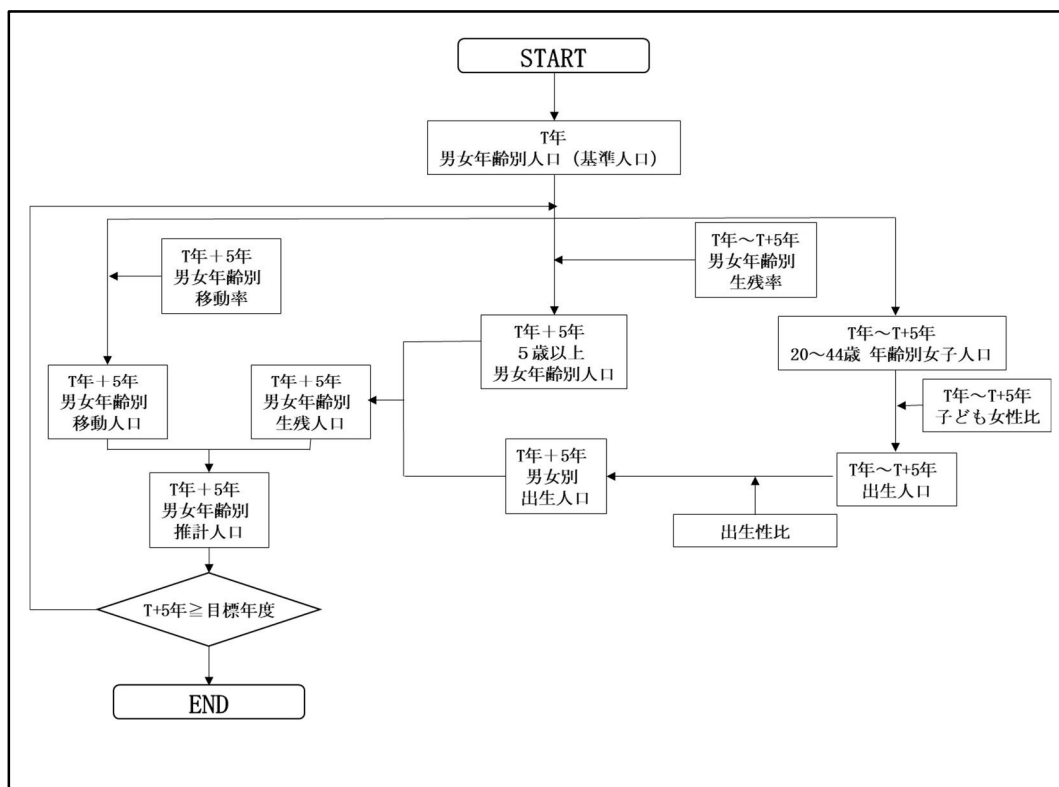 START
T年
男女年齢別人口（基準人口）
T年＋5年
男女年齢別
移動率
T年～T+5年
男女年齢別
生残率
T年＋5年
５歳以上
男女年齢別人口
T年～T+5年
20～44歳 年齢別女子人口
T年＋5年
男女年齢別
移動人口
T年＋5年
男女年齢別
生残人口
T年～T+5年
子ども女性比
T年＋5年
男女別
出生人口
T年～T+5年
出生人口
T年＋5年
男女年齢別
推計人口
出生性比
T+5年≧目標年度
END